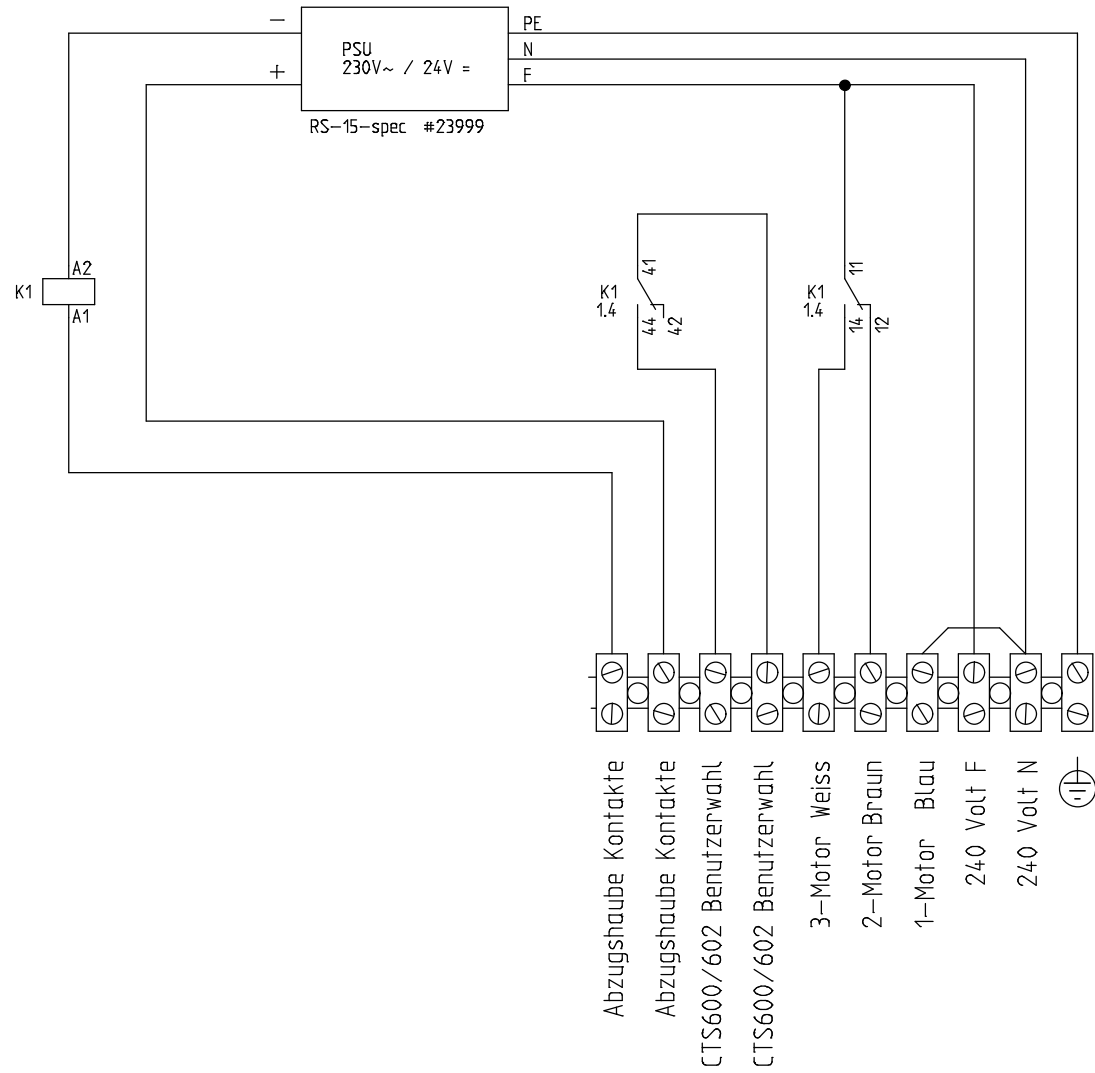 PE
PSU
N
230V~ / 24V =
F
−
+
RS-15-spec #23999
A2
K1
A1
41
K1
1.4
44
42
11
K1
1.4
14
12
Abzugshaube Kontakte
Abzugshaube Kontakte
CTS600/602 Benutzerwahl
CTS600/602 Benutzerwahl
3-Motor Weiss
2-Motor Braun
1-Motor Blau
240 Volt F
240 Volt N